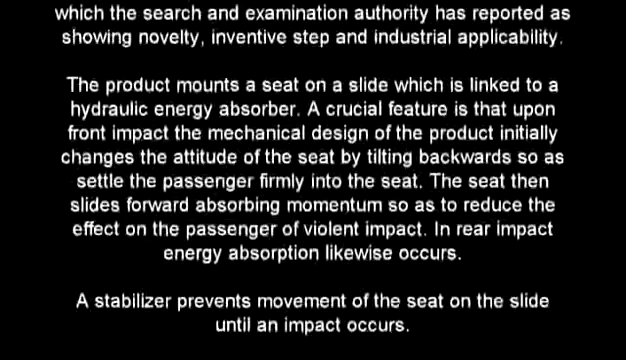 which the search and examination authority has reported as
showing novelty, inventive step and industrial applicability.
The product mounts a seat on a slide which is linked to a
hydraulic energy absorber. A crucial feature is that upon
front impact the mechanical design of the product initially
changes the attitude of the seat by tilting backwards so as
settle the passenger firmly into the seat. The seat then
slides forward absorbing momentum so as to reduce the
effect on the passenger of violent impact. In rear impact
energy absorption likewise occurs.
A stabilizer prevents movement of the seat on the slide
until an impact occurs.